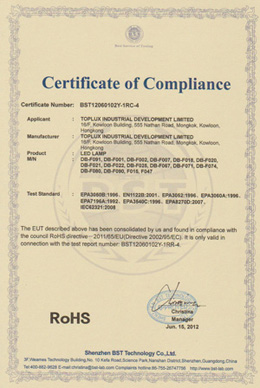 Certificate of Compliance
Certificate Number: BST12060102Y-1RC-4
Applicant : TOPLUX INDUSTRIAL DEVELOPMENT LIMITED
16/F, Kowloon Building, 555 Nathan Road, Mongkok, Kowloon,
Hongkong
Manufacturer : TOPLUX INDUSTRIAL DEVELOPMENT LIMITED
16/F, Kowloon Building, 555 Nathan Road, Mongkok, Kowloon,
Hongkong
Product : LED LAMP
M/N : DB-F091, DB-F001, DB-F002, DB-F007, DB-F018, DB-F020,
DB-F021, DB-F022, DB-F028, DB-F067, DB-F071, DB-F074,
DB-F080, DB-F090, F018, F047
Test Standard : EPA3050B:1996, EN1122B:2001, EPA3052:1996, EPA3060A:1996,
EPA7196A:1992, EPA3540C:1996, EPA8270D:2007,
IEC62321:2008
The EUT described above has been consolidated by us and found in compliance with
the council RoHS directive-2011/65/EU(Directive 2002/95/EC). It is only valid in
connection with the test report number: BST12060102Y-1RR-4.
RoHS
Christina
Manager
Jun. 15, 2012
Shenzhen BST Technology Co.,Ltd.